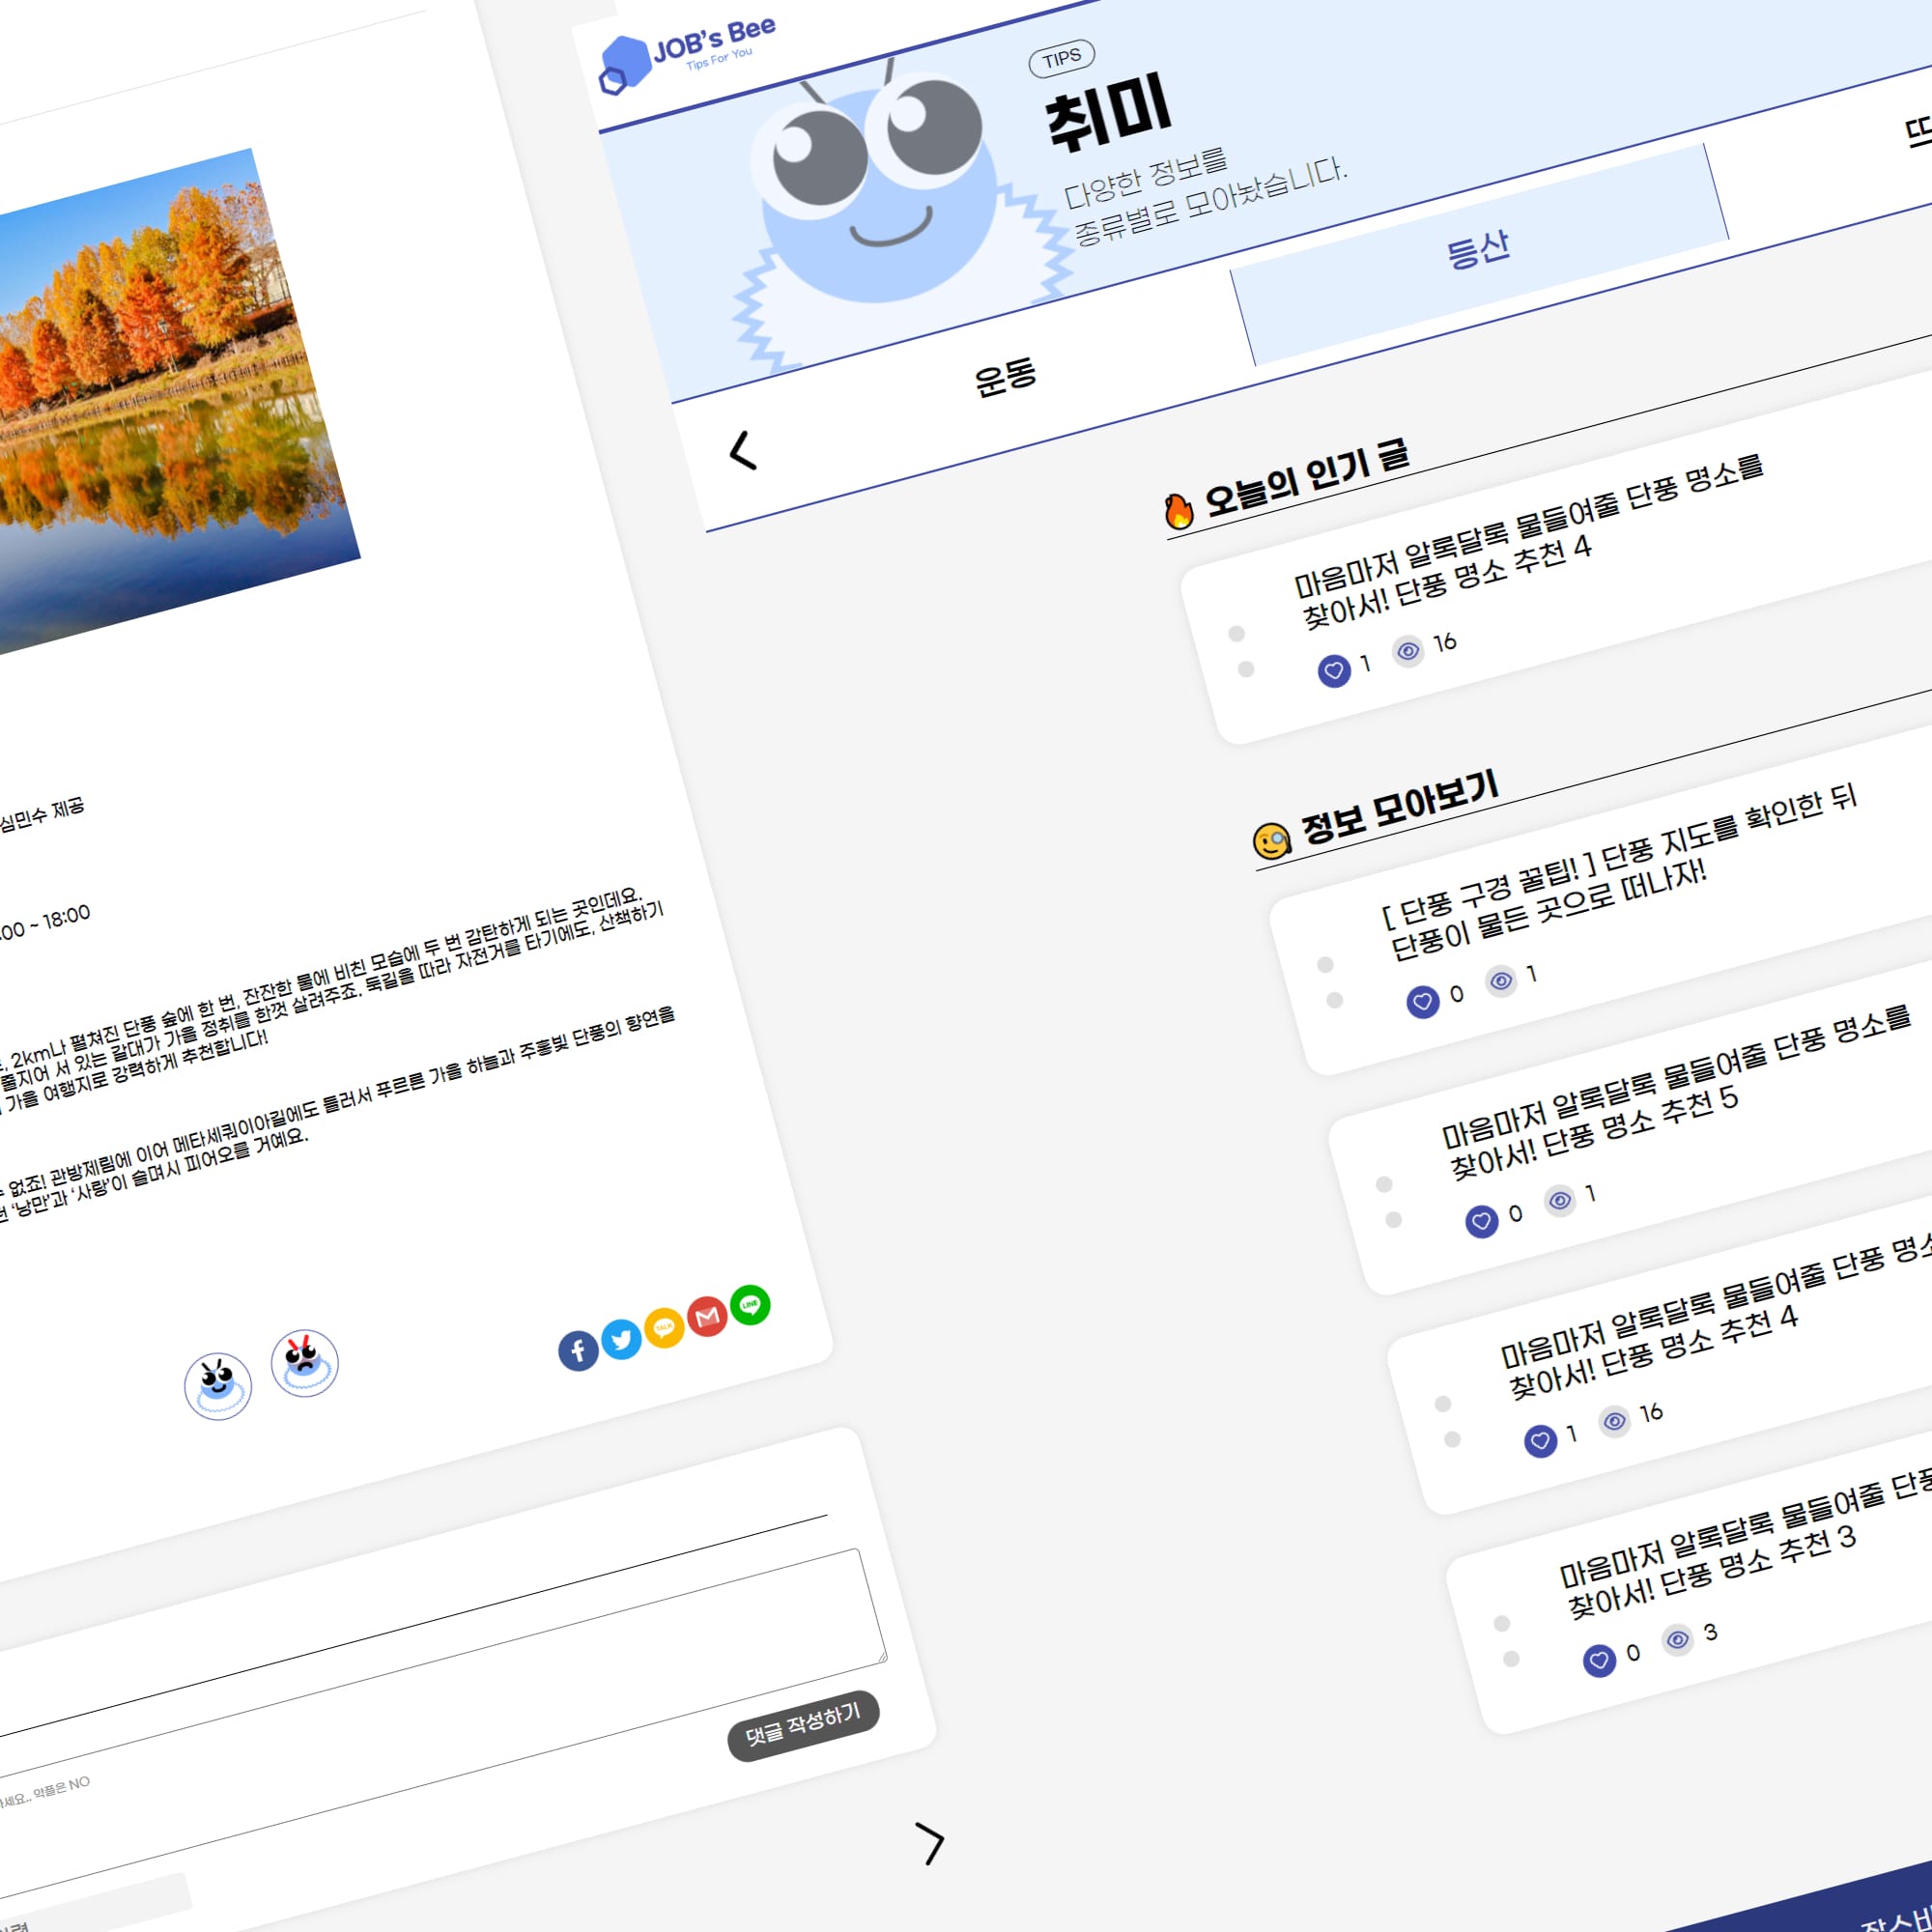 심민수 제공
:00 ~ 18:00
2km나 펼쳐진 단풍 숲에 한 번, 잔잔한 물에 비친 모습에 두 번 감탄하게 되는 곳인데요.
줄지어 서 있는 갈대가 가을 정취를 한껏 살려주죠. 둑길을 따라 자전거를 타기에도, 산책하기
가을 여행지로 강력하게 추천합니다!
없죠! 관방제림에 이어 메타세쿼이아길에도 들러서 푸르른 가을 하늘과 주홍빛 단풍의 향연을
'낭만'과 '사랑'이 슬며시 피어오를 거예요.
TALK
LINE
댓글 작성하기
악플은 NO
JOB's Bee
Tips For You
TIPS
취미
다양한 정보를
종류별로 모아놨습니다.
운동
등산
🔥 오늘의 인기 글
마음마저 알록달록 물들여줄 단풍 명소를
찾아서! 단풍 명소 추천 4
1 16
🧐 정보 모아보기
[ 단풍 구경 꿀팁! ] 단풍 지도를 확인한 뒤
단풍이 물든 곳으로 떠나자!
0 1
마음마저 알록달록 물들여줄 단풍 명소를
찾아서! 단풍 명소 추천 5
0 1
마음마저 알록달록 물들여줄 단풍 명소
찾아서! 단풍 명소 추천 4
1 16
마음마저 알록달록 물들여줄 단풍
찾아서! 단풍 명소 추천 3
0 3